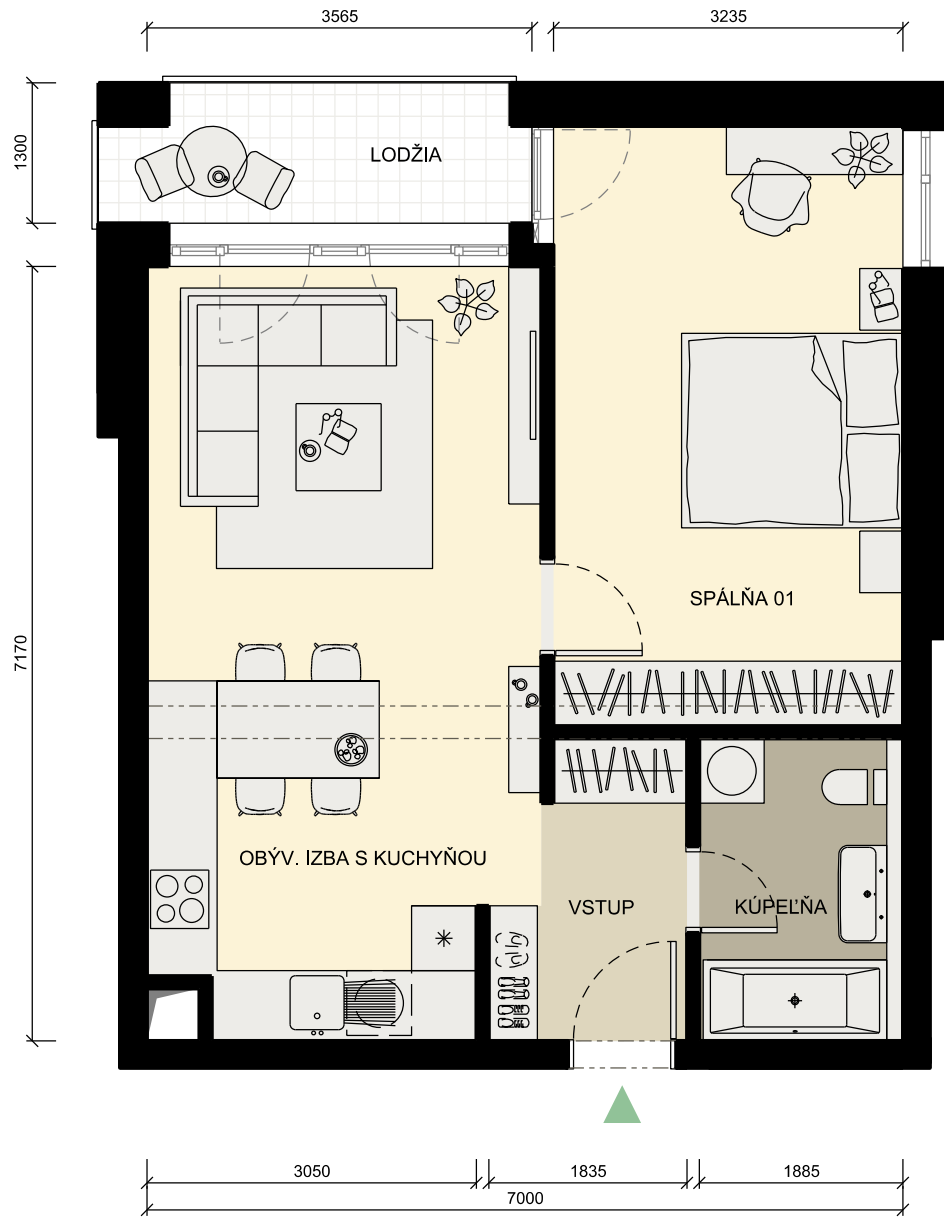 3565
3235
1300
LODŽIA
7170
SPÁLŇA 01
OBÝV. IZBA S KUCHYŇOU
VSTUP
KÚPEĽŇA
3050
1835
1885
7000